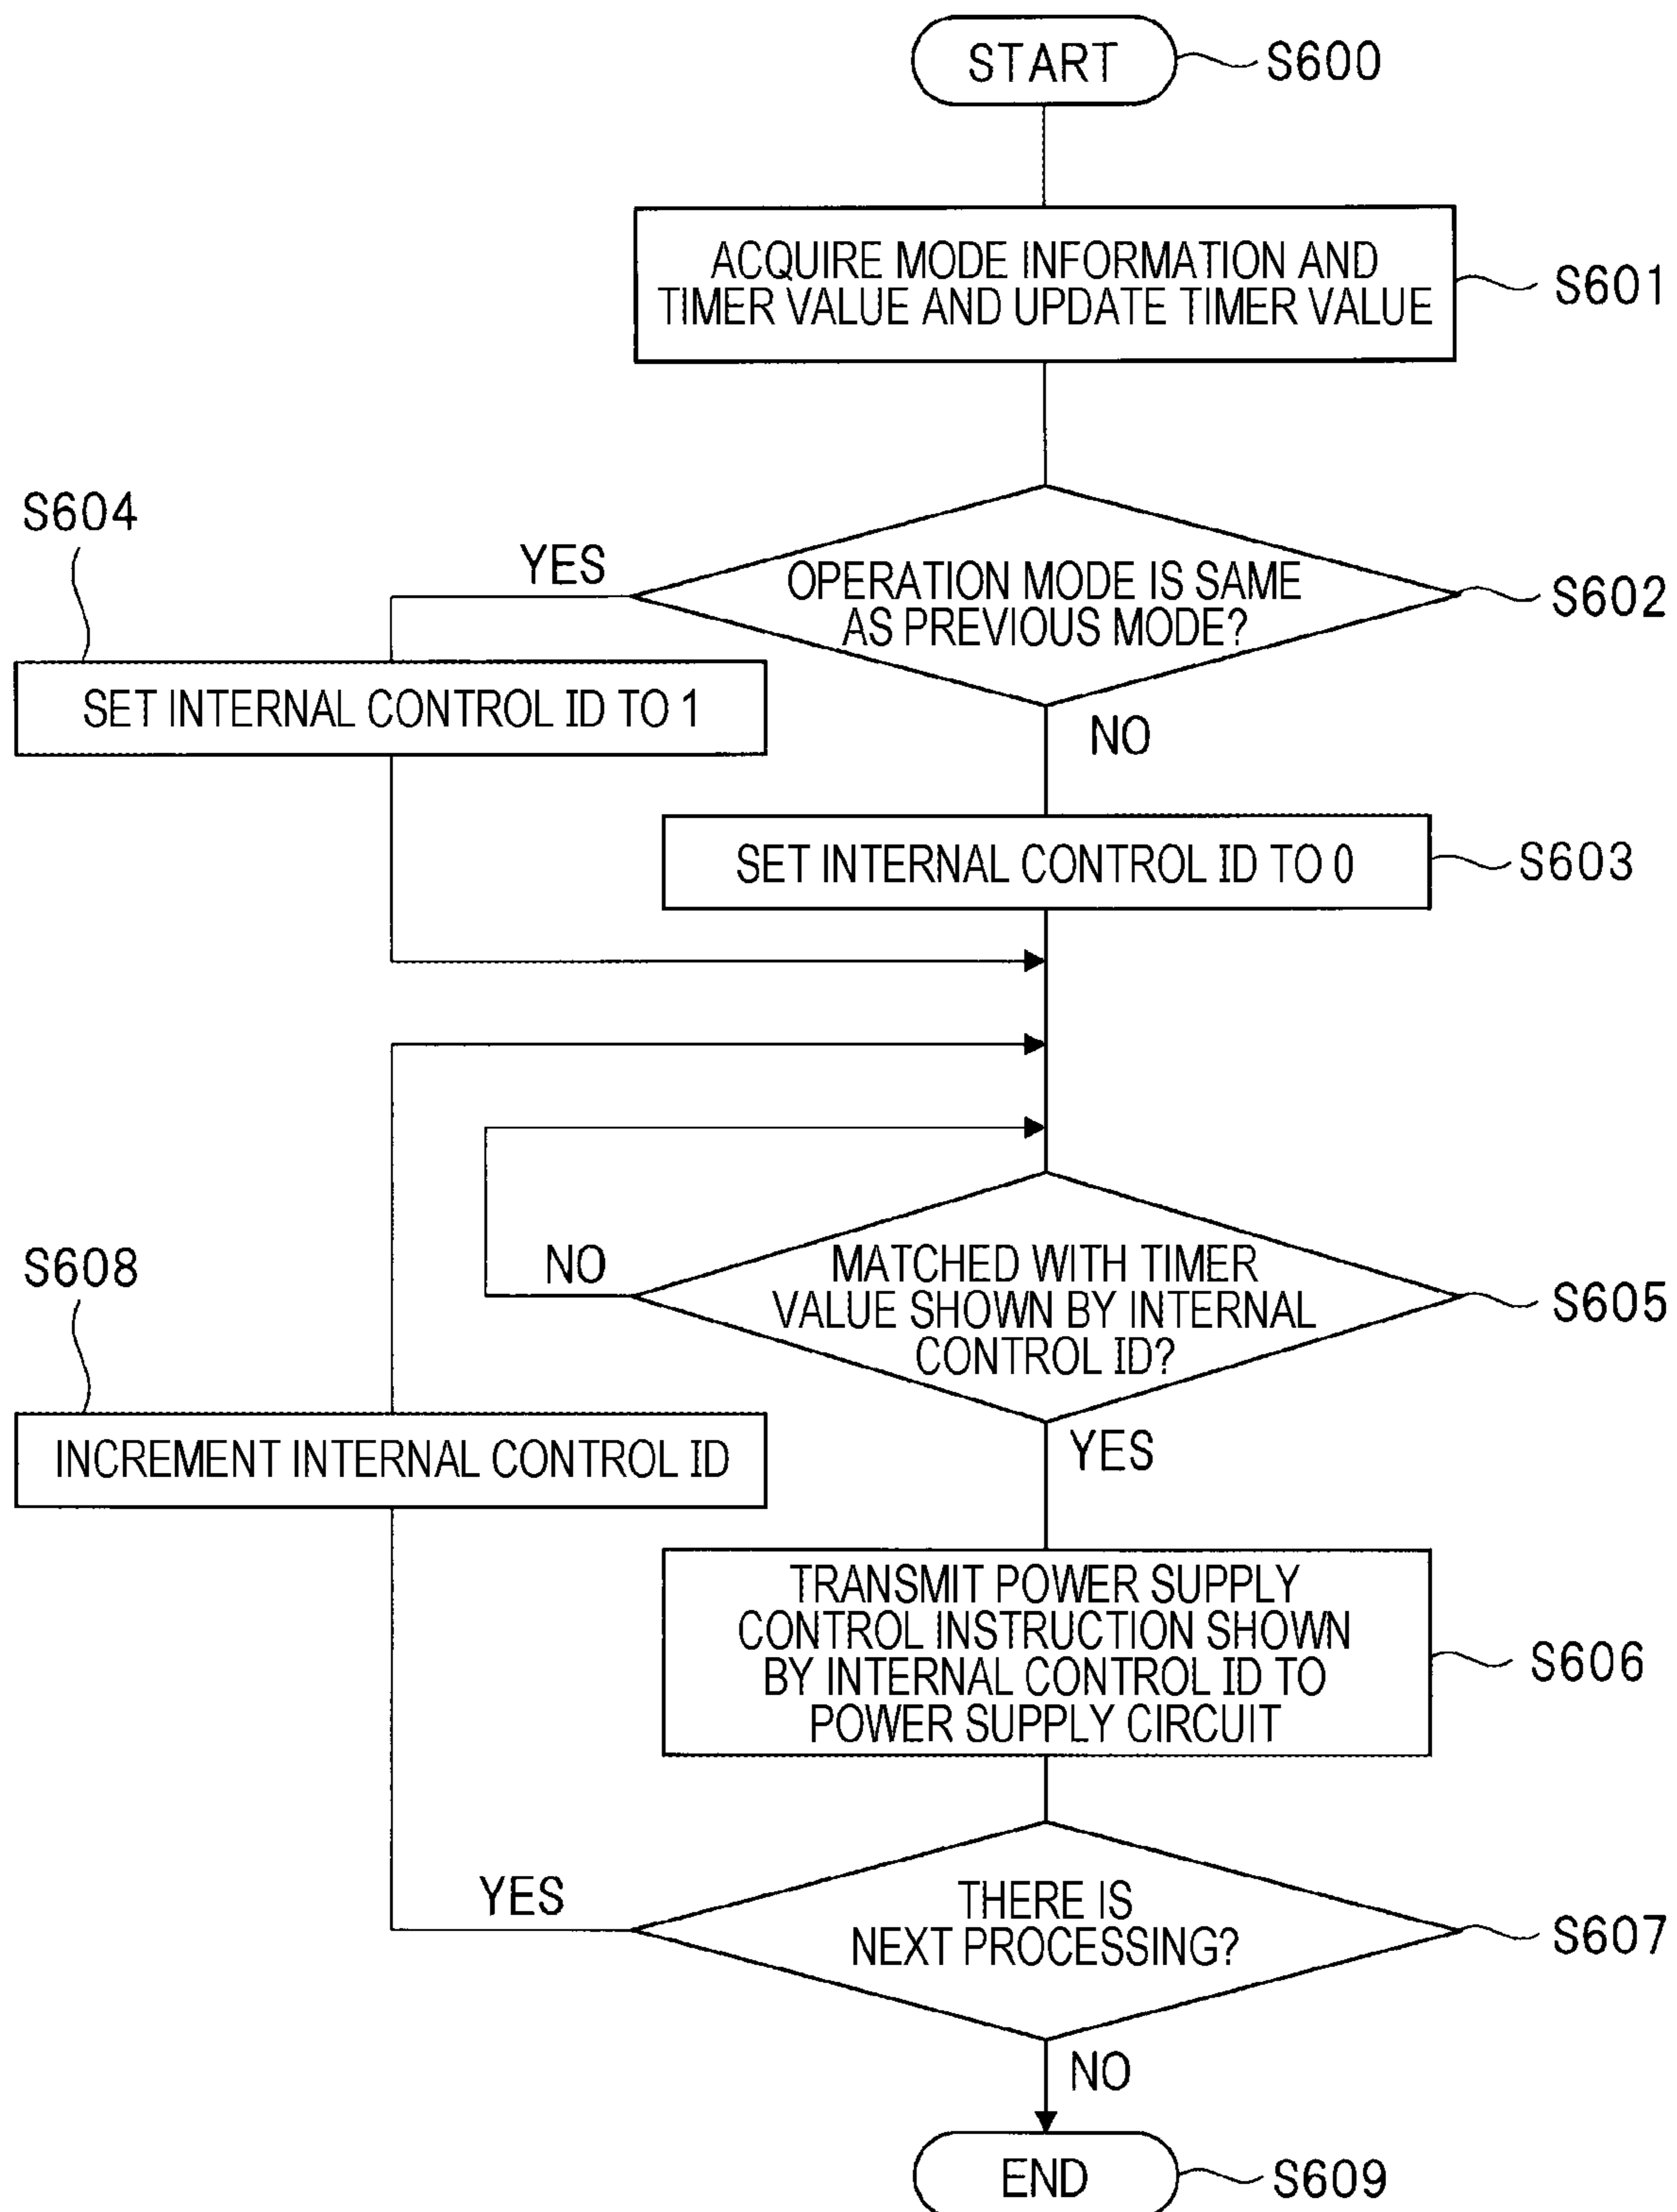 START
S600
ACQUIRE MODE INFORMATION AND
TIMER VALUE AND UPDATE TIMER VALUE
S601
S604
YES
OPERATION MODE IS SAME
AS PREVIOUS MODE?
S602
SET INTERNAL CONTROL ID TO 1
NO
SET INTERNAL CONTROL ID TO 0
S603
S608
NO
MATCHED WITH TIMER
VALUE SHOWN BY INTERNAL
CONTROL ID?
S605
INCREMENT INTERNAL CONTROL ID
YES
TRANSMIT POWER SUPPLY
CONTROL INSTRUCTION SHOWN
BY INTERNAL CONTROL ID TO
POWER SUPPLY CIRCUIT
S606
YES
THERE IS
NEXT PROCESSING?
S607
NO
END
S609